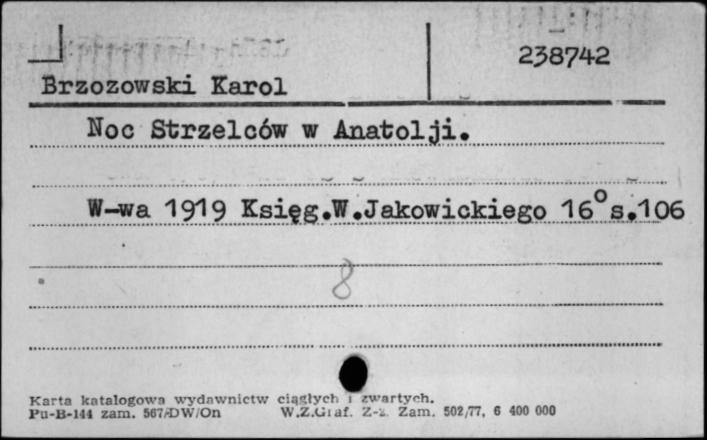 238742
Brzozowski Karol
Noc Strzelców w Anatolji.
W-wa 1919 Księg.W.Jakowickiego 16° s.106
8
Karta katalogowa wydawnictw ciągłych i zwartych.
Pu-B-144 zam. 567/DW/On W.Z.Graf. Z-z. Zam. 502/77, 6 400 000